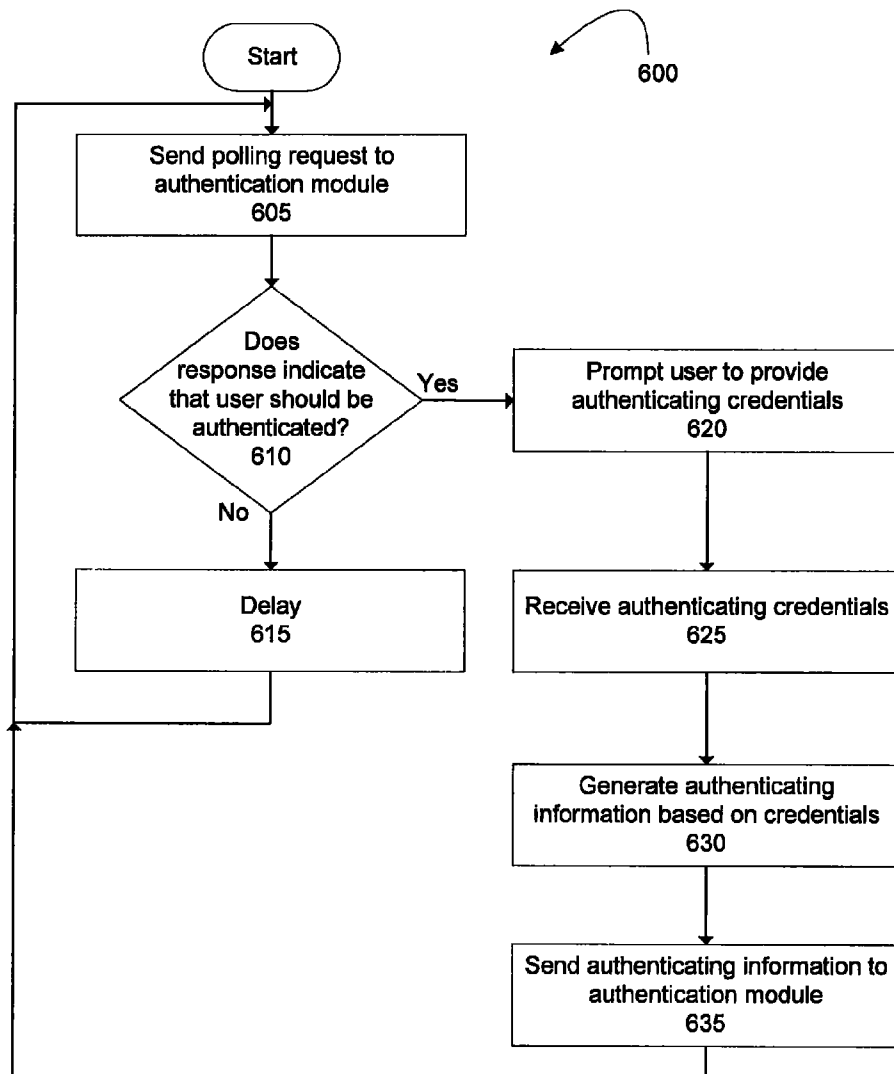 Start
600
Send polling request to
authentication module
605
Does
response indicate
that user should be
authenticated?
610
Yes
No
Prompt user to provide
authenticating credentials
620
Delay
615
Receive authenticating credentials
625
Generate authenticating
information based on credentials
630
Send authenticating information to
authentication module
635